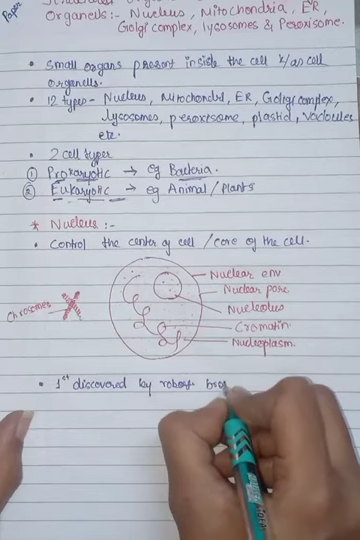 Organells:- Nucleus, Mitochondria, ER,
Paper
Golgi complex, lycosomes & Peroxisome.
• small organs present inside the cell k/as cell
organells.
• 12 types - Nucleus, Mitochondri, ER, Golgi complex,
lycosomes, peroxisome, plastid, vacuoles
etc.
• 2 cell types
① Prokaryotic → eg Bacteria.
② Eukaryotic → eg Animal / Plants
* Nucleus :-
• Control the center of cell / core of the cell.
Nuclear env
Nuclear pore
Chrosomes
Nucleolus
Cromatin
Nucleoplasm.
• 1st discovered by robert bro